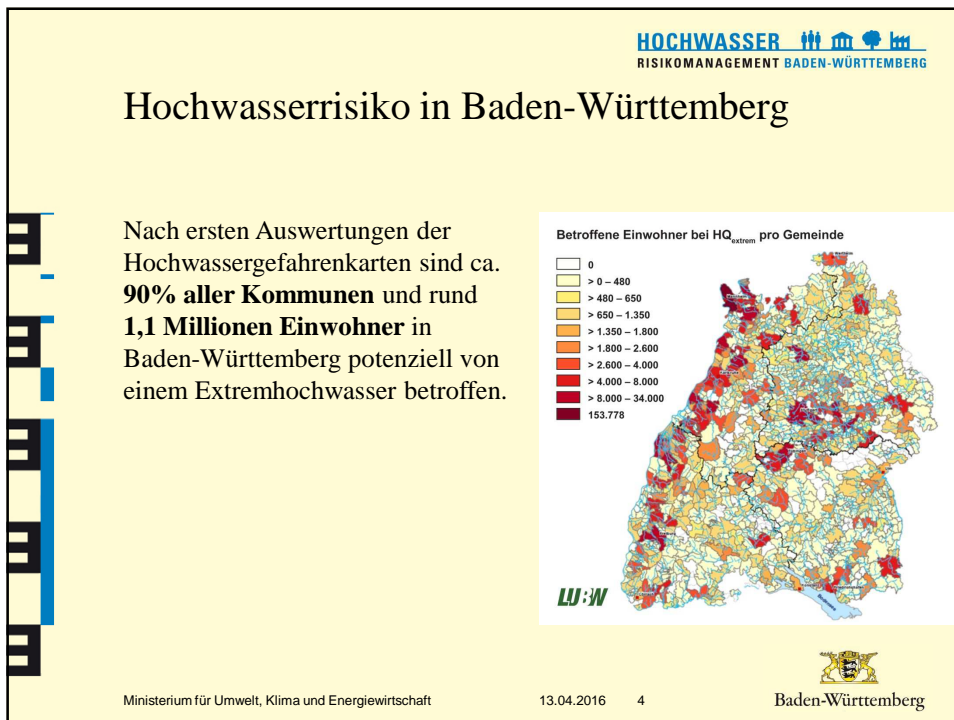 HOCHWASSER
RISIKOMANAGEMENT BADEN-WÜRTTEMBERG
Hochwasserrisiko in Baden-Württemberg
Nach ersten Auswertungen der
Hochwassergefahrenkarten sind ca.
90% aller Kommunen und rund
1,1 Millionen Einwohner in
Baden-Württemberg potenziell von
einem Extremhochwasser betroffen.
Betroffene Einwohner bei HQextrem pro Gemeinde
0
> 0 – 480
> 480 – 650
> 650 – 1.350
> 1.350 – 1.800
> 1.800 – 2.600
> 2.600 – 4.000
> 4.000 – 8.000
> 8.000 – 34.000
153.778
LUBW
Ministerium für Umwelt, Klima und Energiewirtschaft
13.04.2016
4
Baden-Württemberg